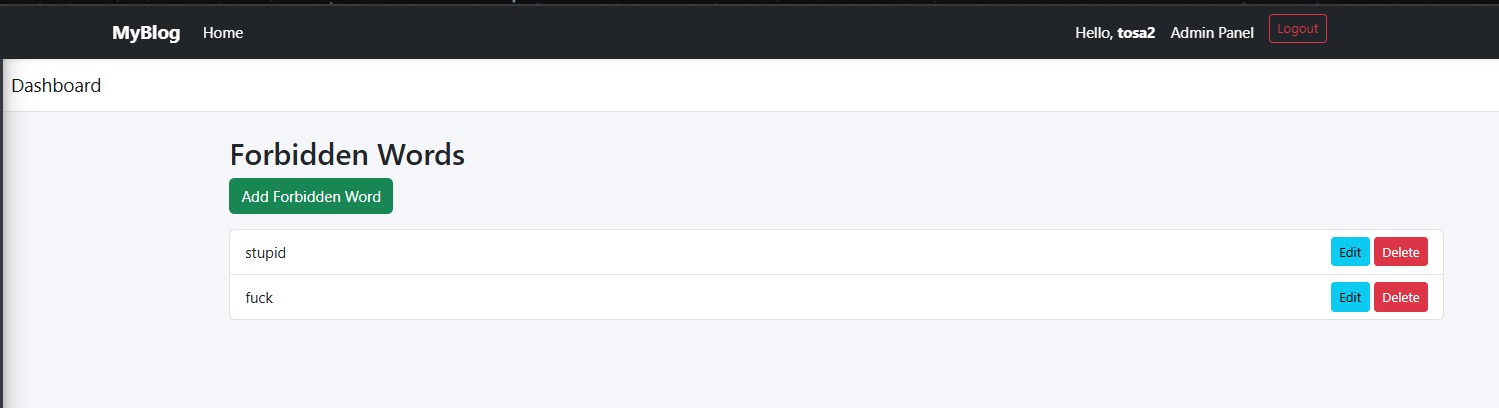 MyBlog Home Hello, tosa2 Admin Panel Logout
Dashboard
Forbidden Words
Add Forbidden Word
stupid Edit Delete
fuck Edit Delete